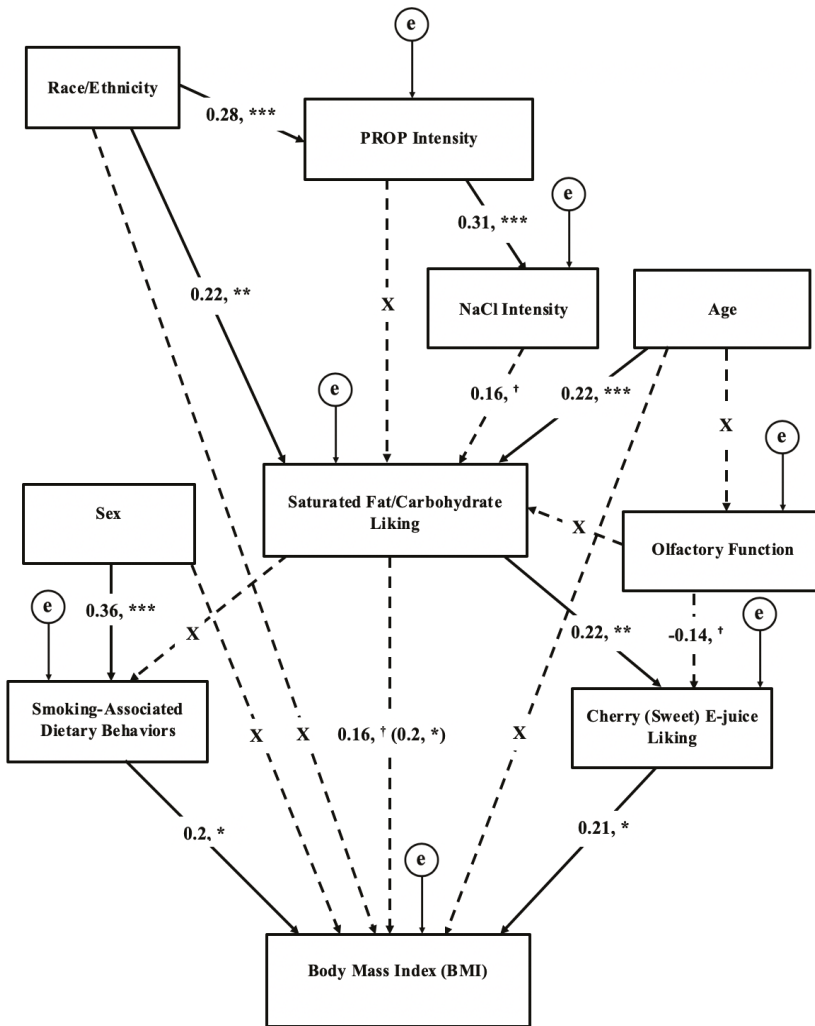 e
Race/Ethnicity
0.28, ***
PROP Intensity
e
0.31, ***
0.22, **
X
NaCl Intensity
Age
0.16, †
0.22, ***
e
X
e
Saturated Fat/Carbohydrate
Liking
Sex
X
Olfactory Function
e
0.36, ***
X
0.22, **
-0.14, †
e
Smoking-Associated
Dietary Behaviors
Cherry (Sweet) E-juice
Liking
X
X
0.16, † (0.2, *)
X
0.2, *
0.21, *
e
Body Mass Index (BMI)